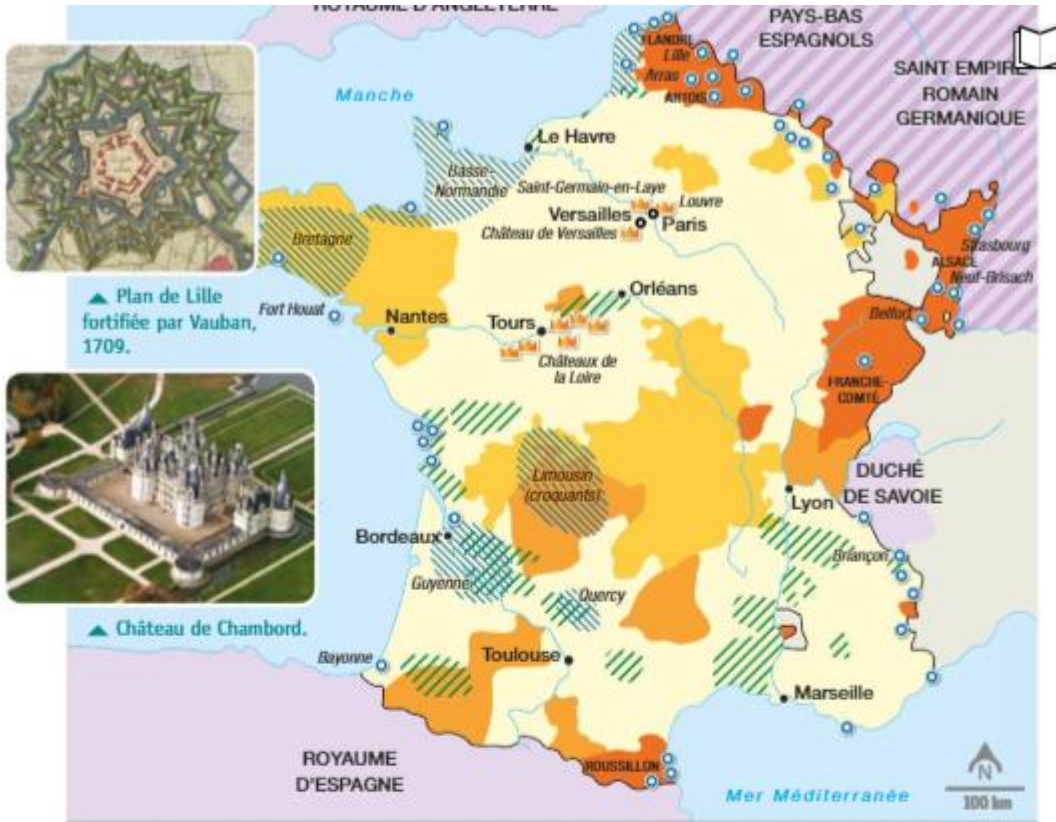 ROYAUME D'ANGLETERRE
PAYS-BAS
ESPAGNOLS
SAINT EMPIRE
ROMAIN
GERMANIQUE
FLANDRE
Lille
Arras
ARTOIS
Manche
Le Havre
Basse-
Normandie
Saint-Germain-en-Laye
Louvre
Versailles
Paris
Château de Versailles
Strasbourg
ALSACE
Neuf-Brisach
Bretagne
▲ Plan de Lille
fortifiée par Vauban,
1709.
Fort Houat
Nantes
Tours
Orléans
Châteaux de
la Loire
Belfort
FRANCHE-
COMTÉ
Limousin
(croquants)
DUCHÉ
DE SAVOIE
Lyon
Bordeaux
Briançon
Guyenne
Quercy
▲ Château de Chambord.
Bayonne
Toulouse
Marseille
ROYAUME
D'ESPAGNE
ROUSSILLON
Mer Méditerranée
N
100 km